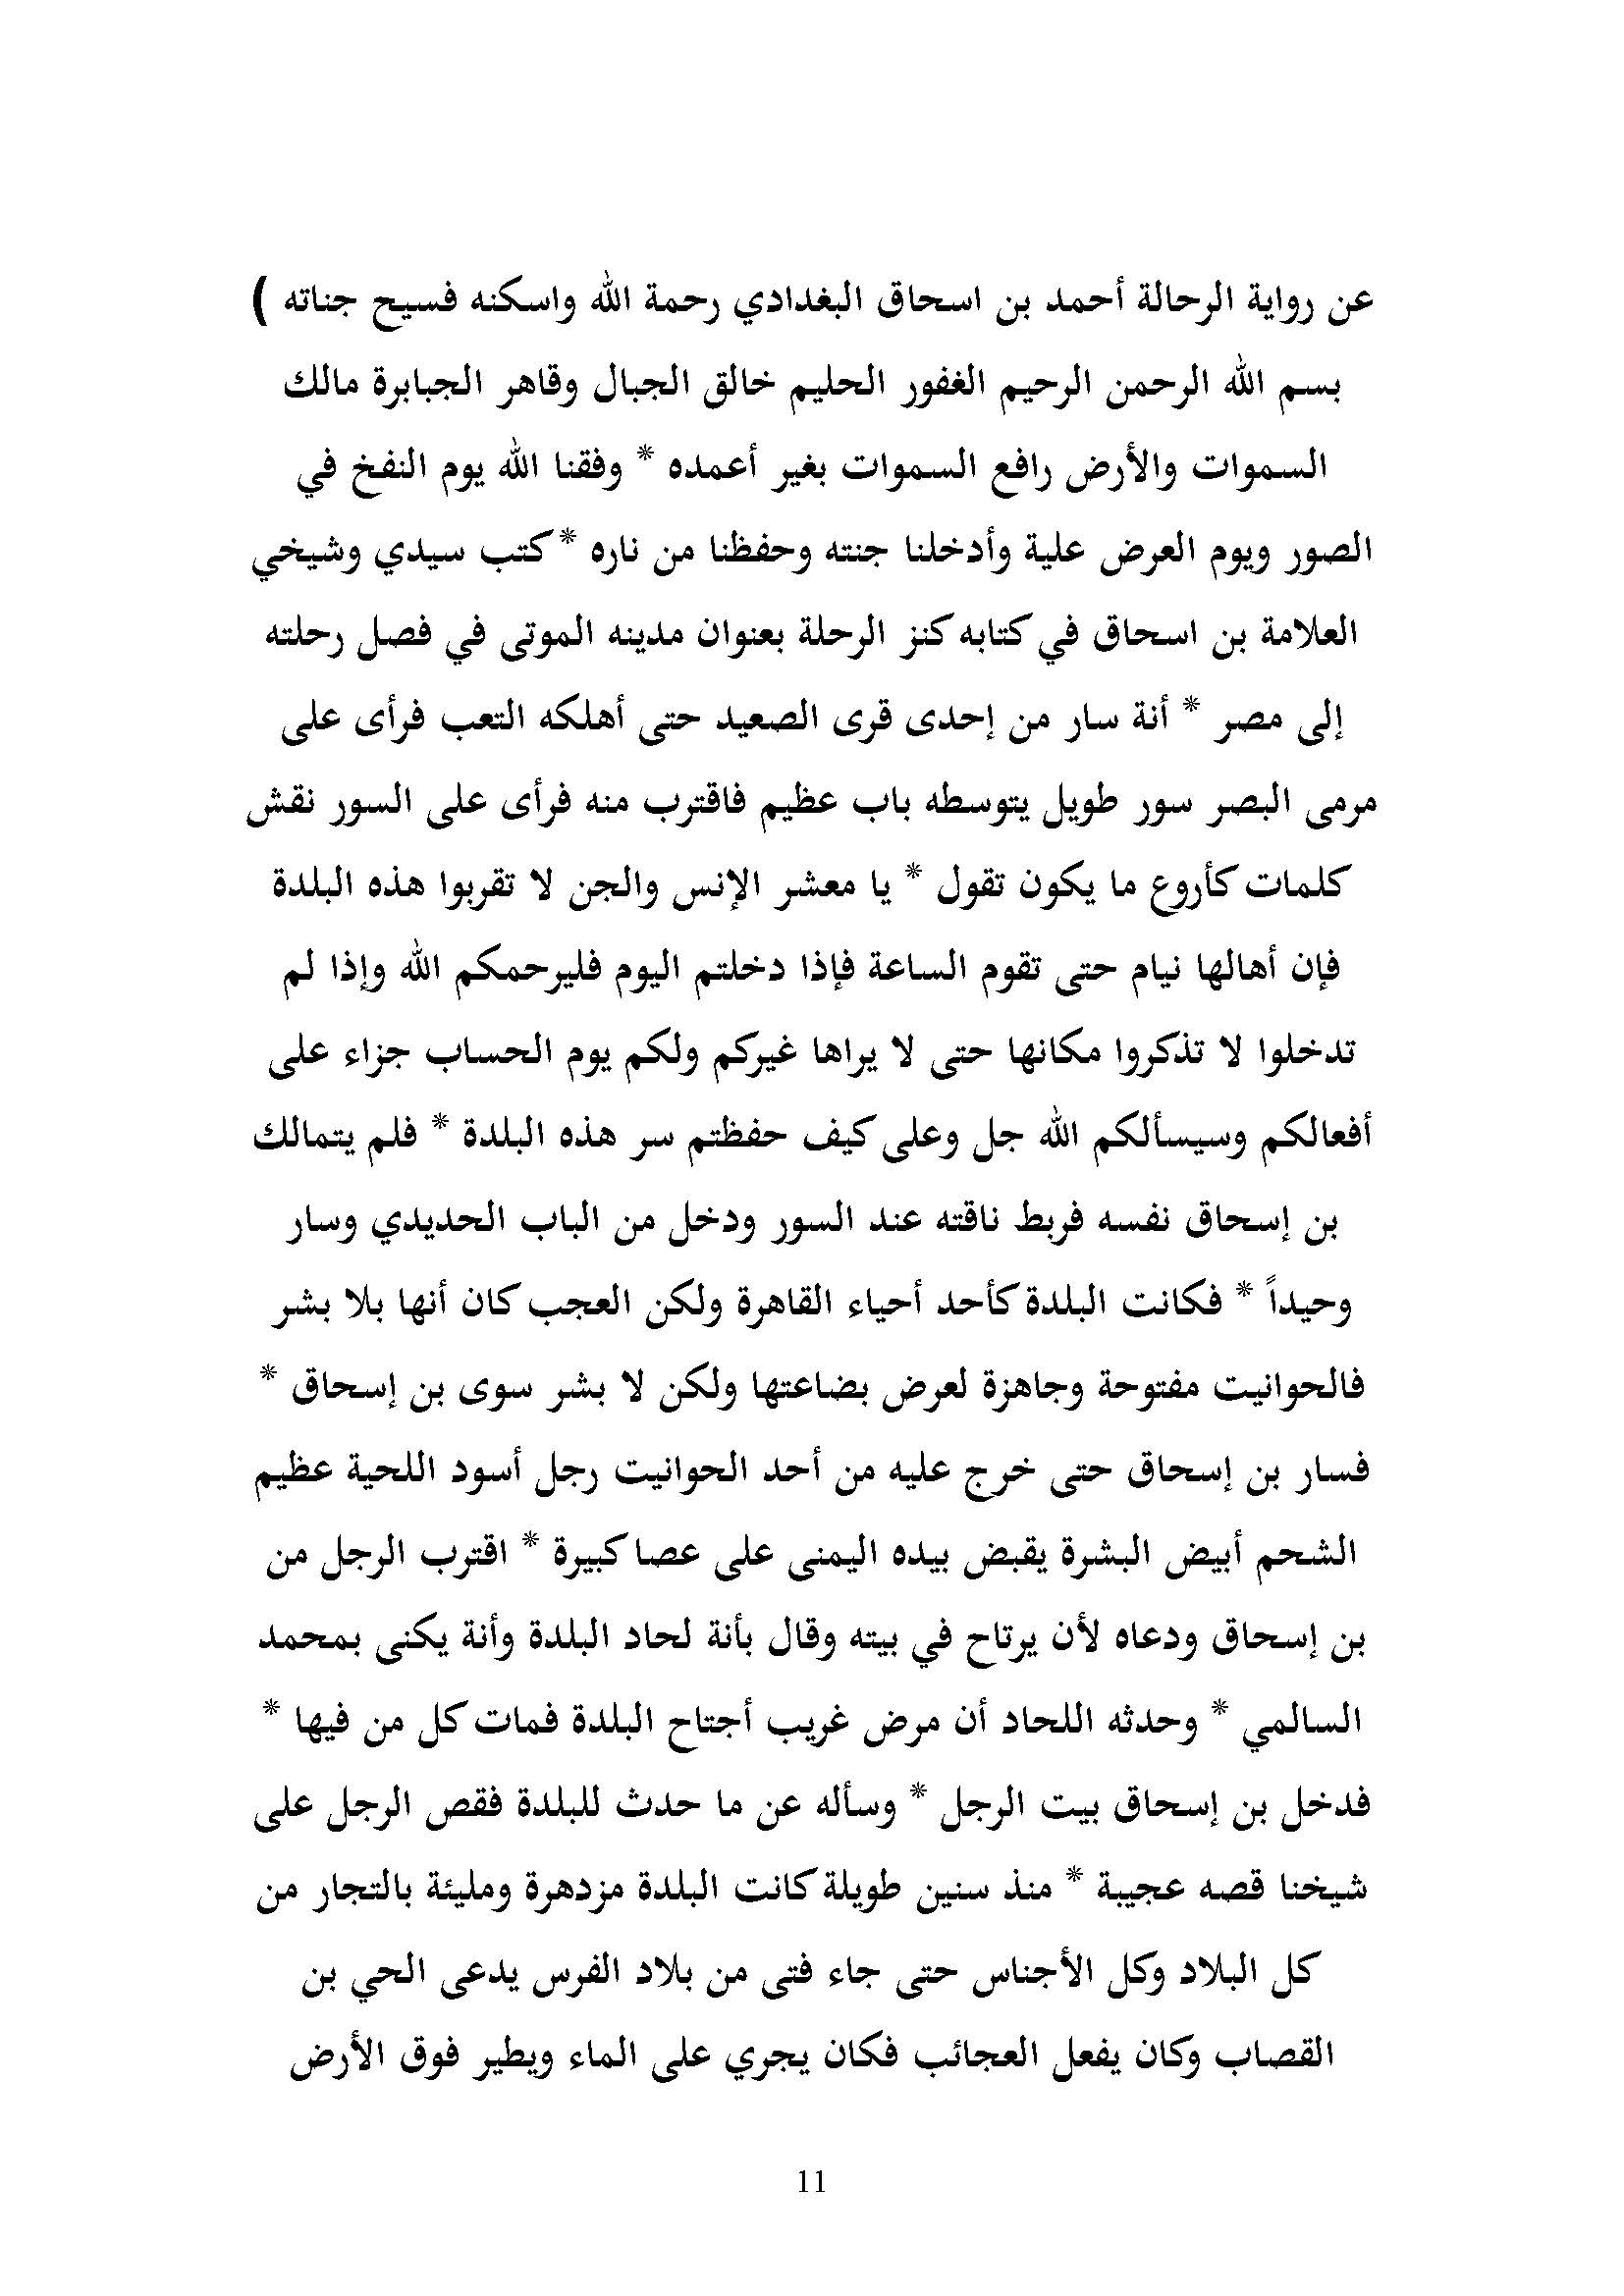 عن رواية الرحالة أحمد بن اسحاق البغدادي رحمة الله واسكنه فسيح جناته )
بسم الله الرحمن الرحيم الغفور الحليم خالق الجبال وقاهر الجبابرة مالك
السموات والأرض رافع السموات بغير أعمده * وفقنا الله يوم النفخ في
الصور ويوم العرض علية وأدخلنا جنته وحفظنا من ناره * كتب سيدي وشيخي
العلامة بن اسحاق في كتابه كنز الرحلة بعنوان مدينه الموتى في فصل رحلته
إلى مصر * أنة سار من إحدى قرى الصعيد حتى أهلكه التعب فرأى على
مرمى البصر سور طويل يتوسطه باب عظيم فاقترب منه فرأى على السور نقش
كلمات كأروع ما يكون تقول * يا معشر الإنس والجن لا تقربوا هذه البلدة
فإن أهالها نيام حتى تقوم الساعة فإذا دخلتم اليوم فليرحمكم الله وإذا لم
تدخلوا لا تذكروا مكانها حتى لا يراها غيركم ولكم يوم الحساب جزاء على
أفعالكم وسيسألكم الله جل وعلى كيف حفظتم سر هذه البلدة * فلم يتمالك
بن إسحاق نفسه فربط ناقته عند السور ودخل من الباب الحديدي وسار
وحيداً * فكانت البلدة كأحد أحياء القاهرة ولكن العجب كان أنها بلا بشر
فالحوانيت مفتوحة وجاهزة لعرض بضاعتها ولكن لا بشر سوى بن إسحاق *
فسار بن إسحاق حتى خرج عليه من أحد الحوانيت رجل أسود اللحية عظيم
الشحم أبيض البشرة يقبض بيده اليمنى على عصا كبيرة * اقترب الرجل من
بن إسحاق ودعاه لأن يرتاح في بيته وقال بأنة لحاد البلدة وأنة يكنى بمحمد
السالمي * وحدثه اللحاد أن مرض غريب أجتاح البلدة فمات كل من فيها *
فدخل بن إسحاق بيت الرجل * وسأله عن ما حدث للبلدة فقص الرجل على
شيخنا قصه عجيبة * منذ سنين طويلة كانت البلدة مزدهرة ومليئة بالتجار من
كل البلاد وكل الأجناس حتى جاء فتى من بلاد الفرس يدعى الحي بن
القصاب وكان يفعل العجائب فكان يجري على الماء ويطير فوق الأرض
11